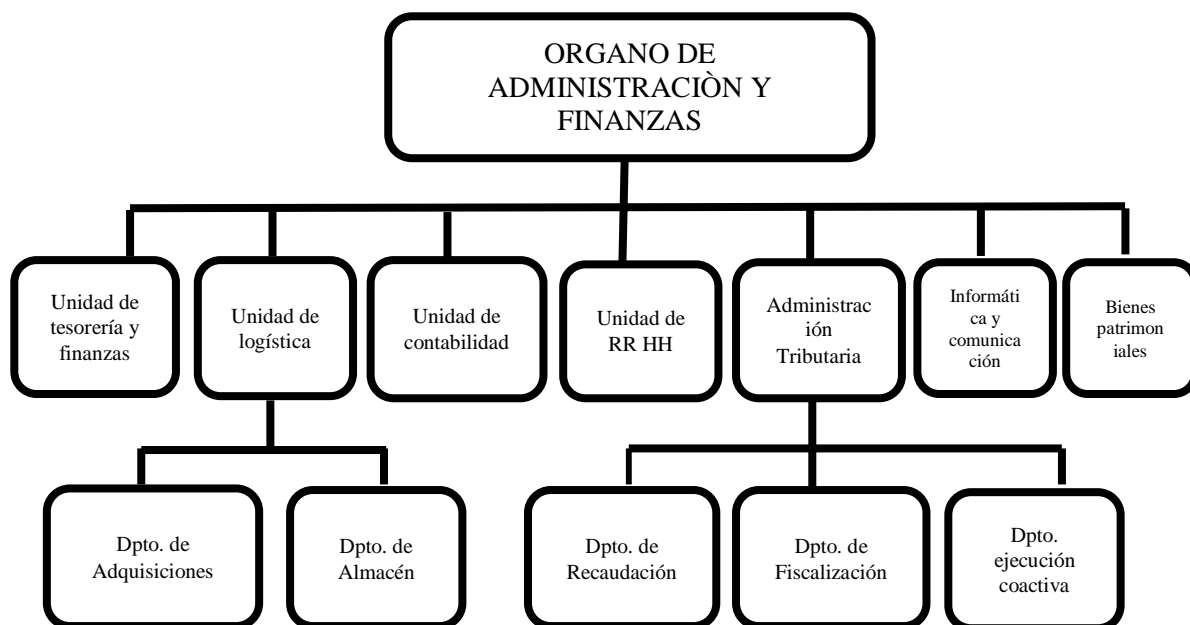 ORGANO DE
ADMINISTRACIÒN Y
FINANZAS
Unidad de
tesorería y
finanzas
Unidad de
logística
Unidad de
contabilidad
Unidad de
RR HH
Administrac
ión
Tributaria
Informáti
ca y
comunica
ción
Bienes
patrimon
iales
Dpto. de
Adquisiciones
Dpto. de
Almacén
Dpto. de
Recaudación
Dpto. de
Fiscalización
Dpto.
ejecución
coactiva